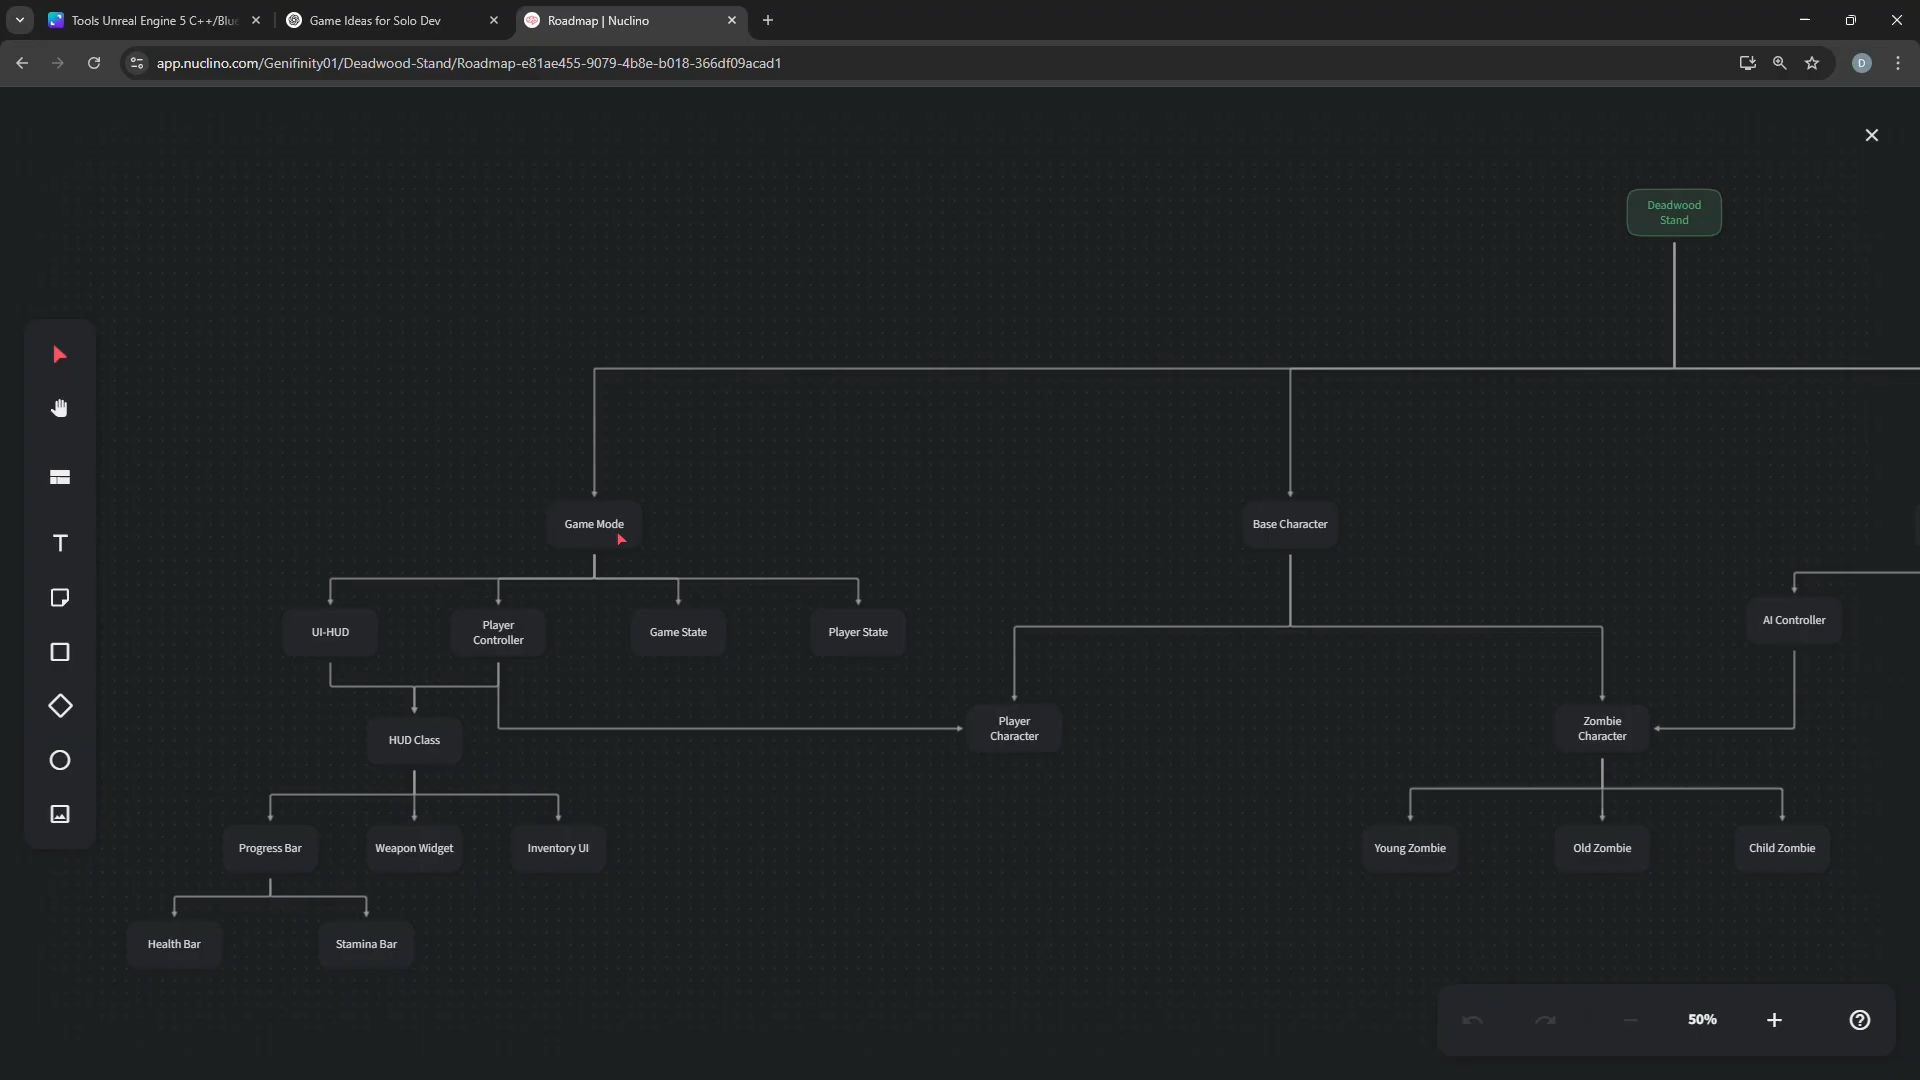 Tools Unreal Engine 5 C++/Blue
Game Ideas for Solo Dev
Roadmap | Nuclino
app.nuclino.com/Genifinity01/Deadwood-Stand/Roadmap-e81ae455-9079-4b8e-b018-366df09acad1
D
Deadwood
Stand
Game Mode
Base Character
AI Controller
UI-HUD
Player
Controller
Game State
Player State
HUD Class
Player
Character
Zombie
Character
Progress Bar
Weapon Widget
Inventory UI
Young Zombie
Old Zombie
Child Zombie
Health Bar
Stamina Bar
50%